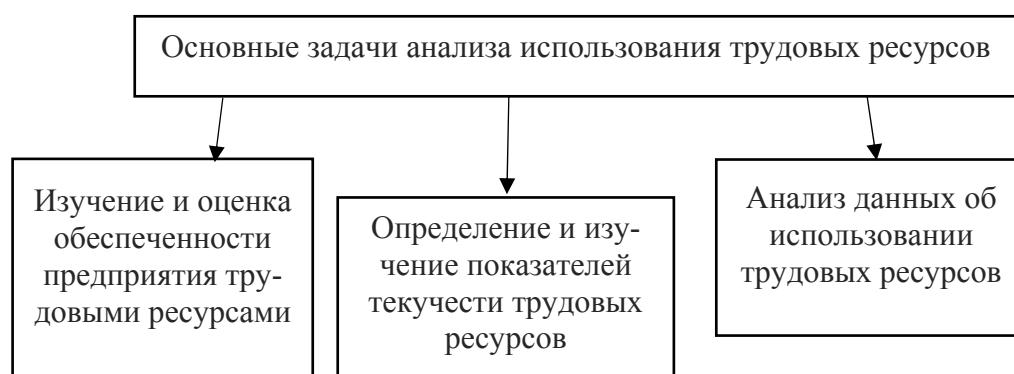 Основные задачи анализа использования трудовых ресурсов
Изучение и оценка
обеспеченности
предприятия тру-
довыми ресурсами
Определение и изу-
чение показателей
текучести трудовых
ресурсов
Анализ данных об
использовании
трудовых ресурсов